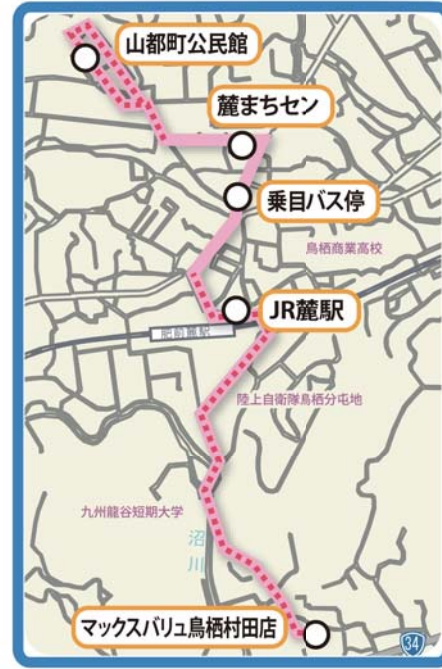 山都町公民館
麓まちセン
乗目バス停
鳥栖商業高校
JR麓駅
肥前麓駅
陸上自衛隊鳥栖分屯地
九州龍谷短期大学
沼川
マックスバリュ鳥栖村田店
34